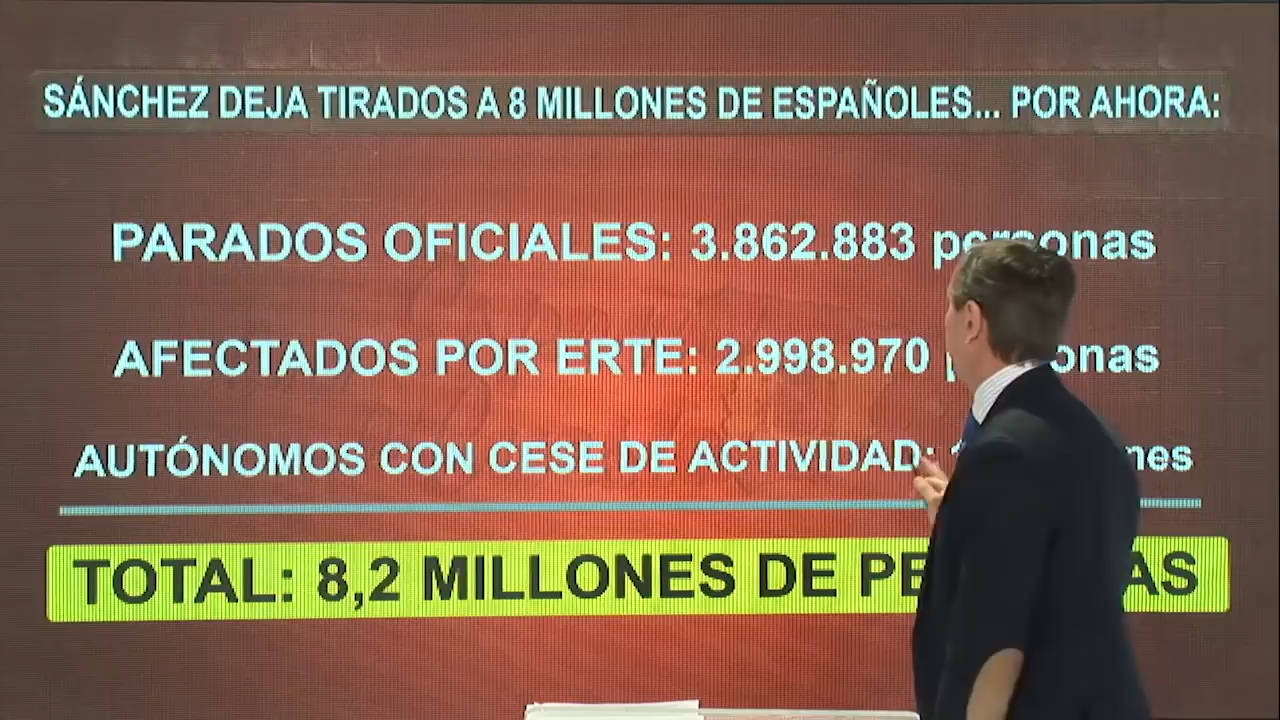 SÁNCHEZ DEJA TIRADOS A 8 MILLONES DE ESPAÑOLES... POR AHORA:
PARADOS OFICIALES: 3.862.883 personas
AFECTADOS POR ERTE: 2.998.970
AUTÓNOMOS CON CESE DE ACTIVIDAD:
TOTAL: 8,2 MILLONES DE